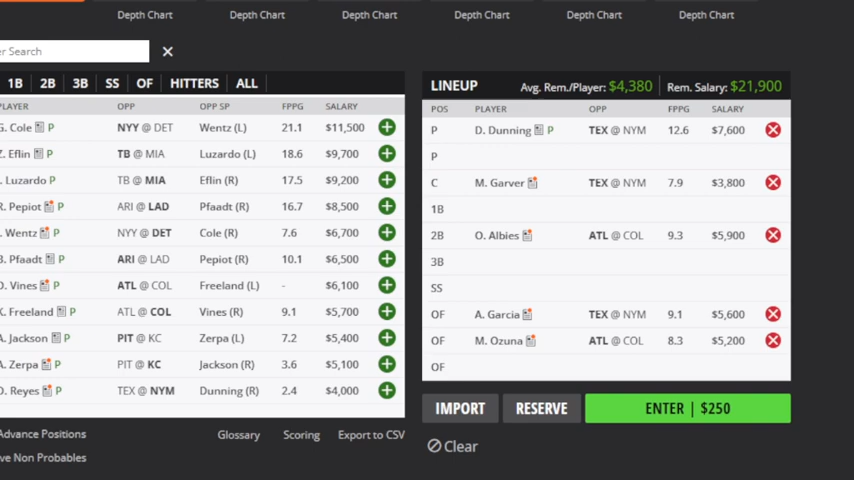 Depth Chart Depth Chart Depth Chart Depth Chart Depth Chart Depth Chart
er Search
1B 2B 3B SS OF HITTERS ALL
PLAYER OPP OPP SP FPPG SALARY
G. Cole P NYY @ DET Wentz (L) 21.1 $11,500
Z. Eflin P TB @ MIA Luzardo (L) 18.6 $9,700
. Luzardo P TB @ MIA Eflin (R) 17.5 $9,200
R. Pepiot P ARI @ LAD Pfaadt (R) 16.7 $8,500
. Wentz P NYY @ DET Cole (R) 7.6 $6,700
B. Pfaadt P ARI @ LAD Pepiot (R) 10.1 $6,500
D. Vines P ATL @ COL Freeland (L) - $6,100
K. Freeland P ATL @ COL Vines (R) 9.1 $5,700
A. Jackson P PIT @ KC Zerpa (L) 7.2 $5,400
A. Zerpa P PIT @ KC Jackson (R) 3.6 $5,100
D. Reyes P TEX @ NYM Dunning (R) 2.4 $4,000
Advance Positions
ve Non Probables
Glossary Scoring Export to CSV
LINEUP Avg. Rem./Player: $4,380 Rem. Salary: $21,900
POS PLAYER OPP FPPG SALARY
P D. Dunning P TEX @ NYM 12.6 $7,600
P
C M. Garver TEX @ NYM 7.9 $3,800
1B
2B O. Albies ATL @ COL 9.3 $5,900
3B
SS
OF A. Garcia TEX @ NYM 9.1 $5,600
OF M. Ozuna ATL @ COL 8.3 $5,200
OF
IMPORT RESERVE ENTER | $250
Clear